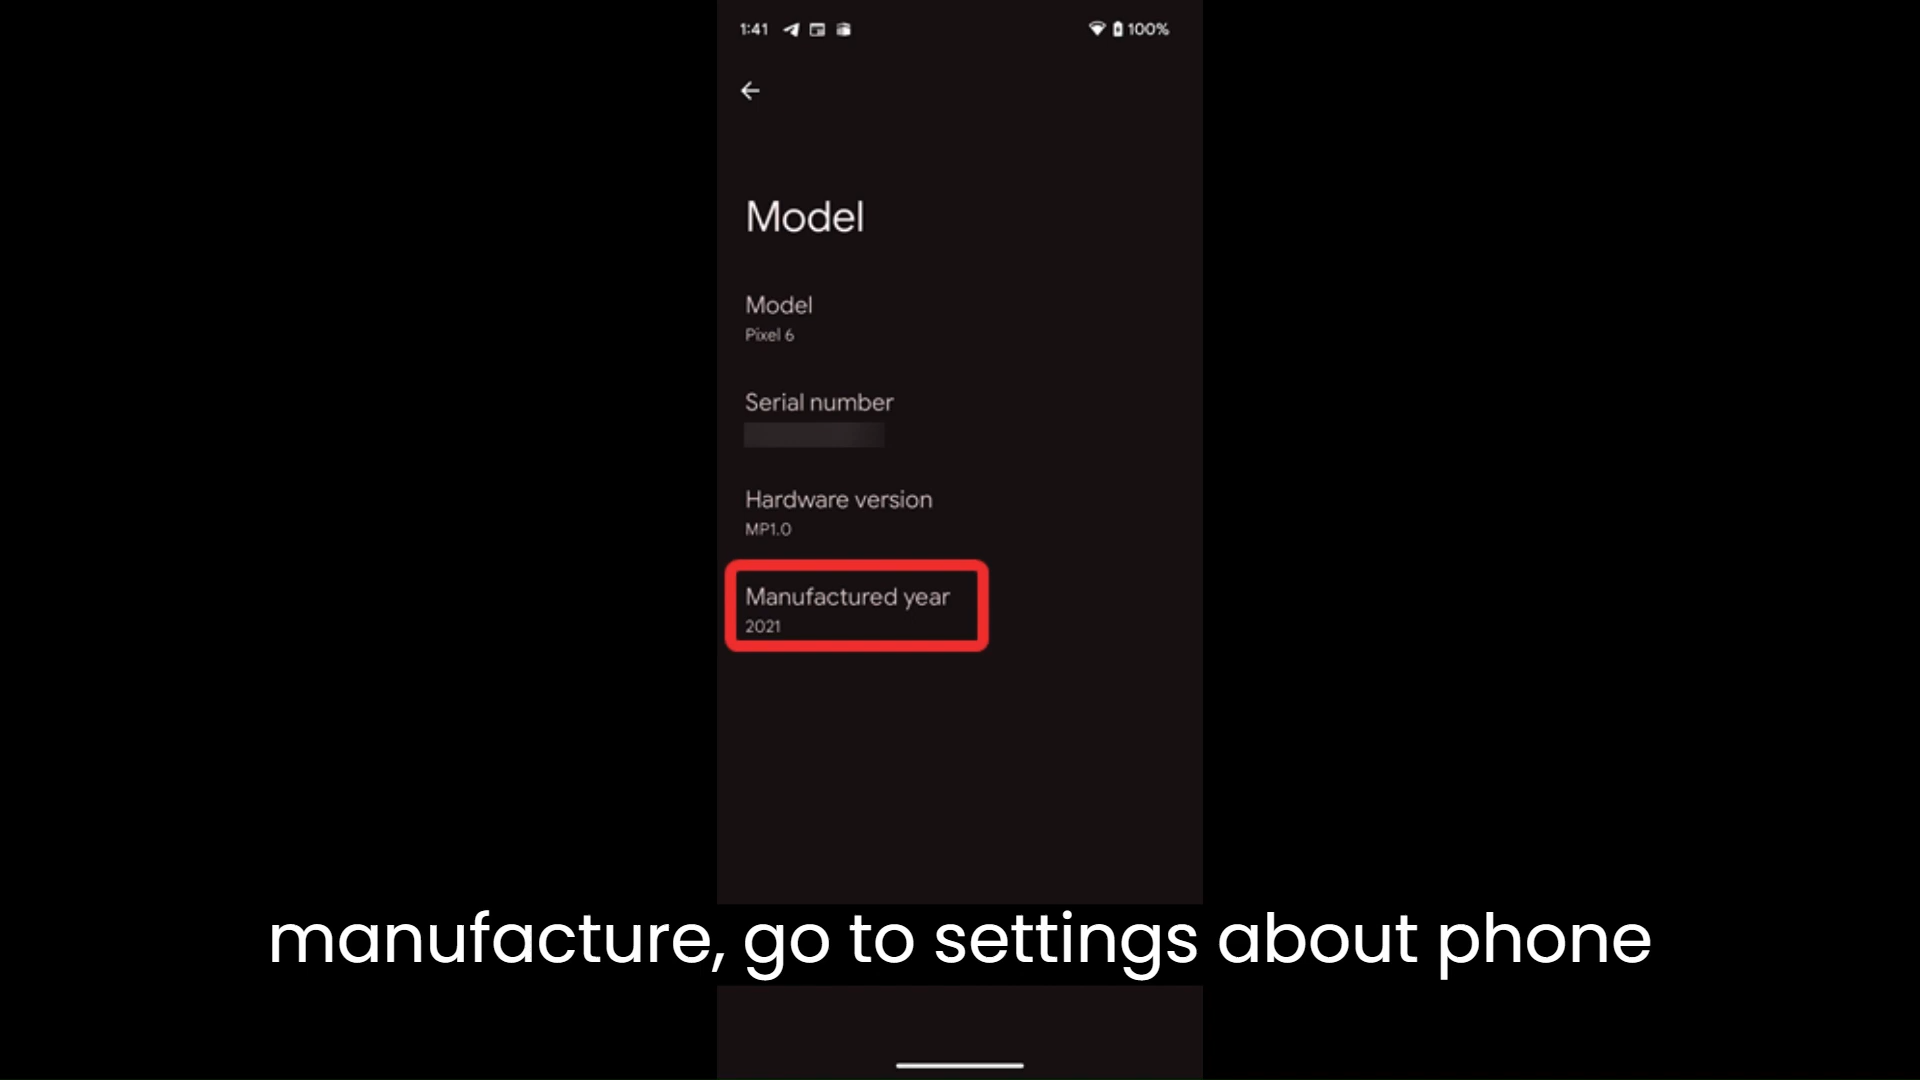 1:41
100%
Model
Model
Pixel 6
Serial number
Hardware version
MP1.0
Manufactured year
2021
manufacture, go to settings about phone